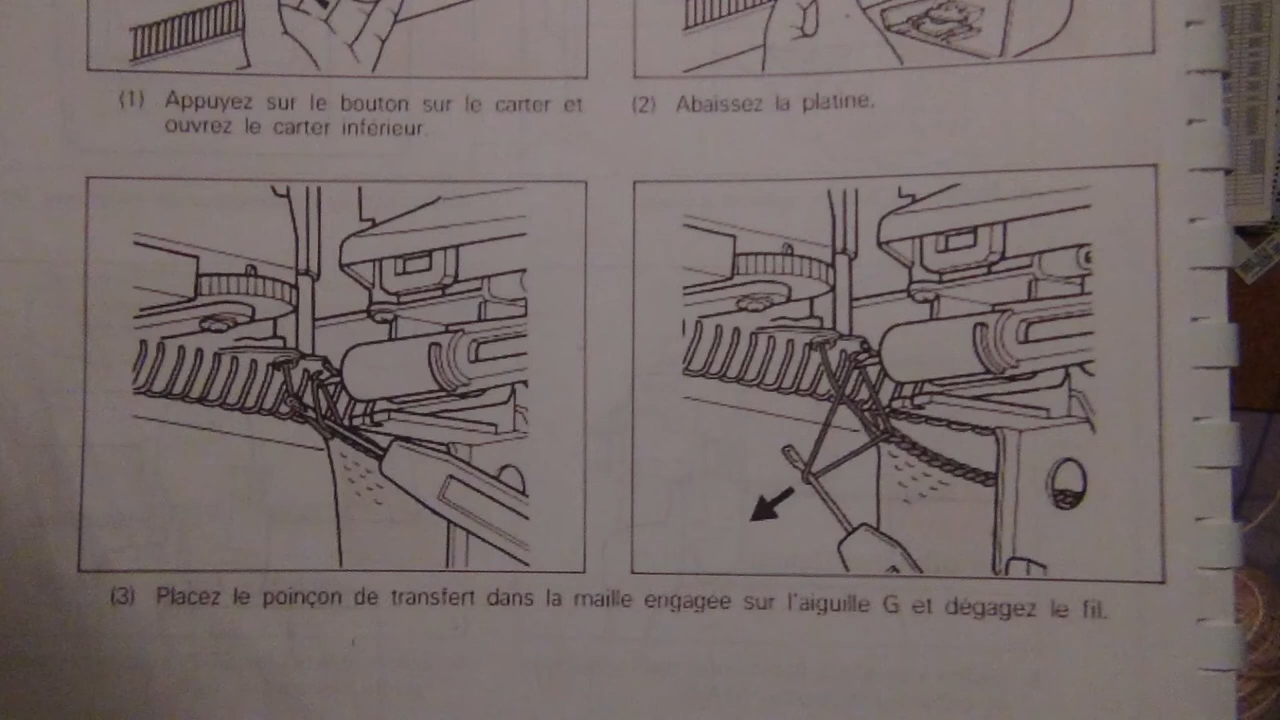 (1) Appuyez sur le bouton sur le carter et
ouvrez le carter inférieur.
(2) Abaissez la platine.
(3) Placez le poinçon de transfert dans la maille engagée sur l'aiguille G et dégagez le fil.